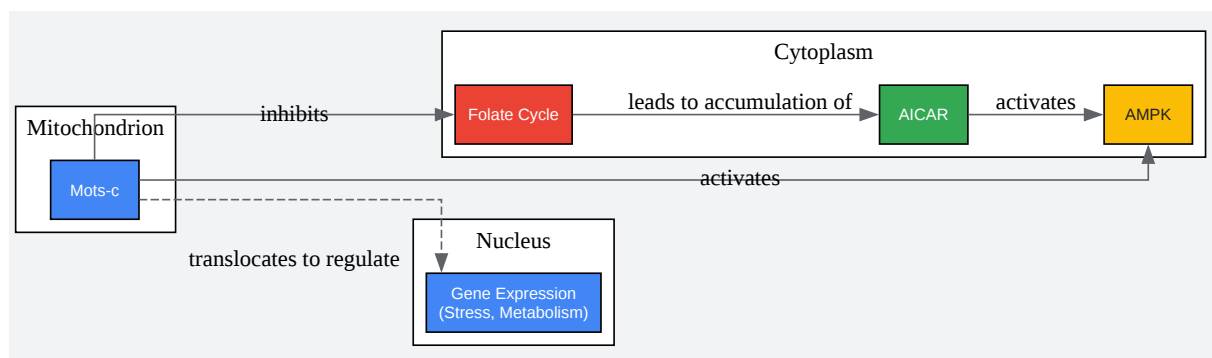 Cytoplasm
leads to accumulation of
activates
inhibits
Folate Cycle
AICAR
AMPK
Mitochondrion
Mots-c
activates
Nucleus
translocates to regulate
Gene Expression
(Stress, Metabolism)